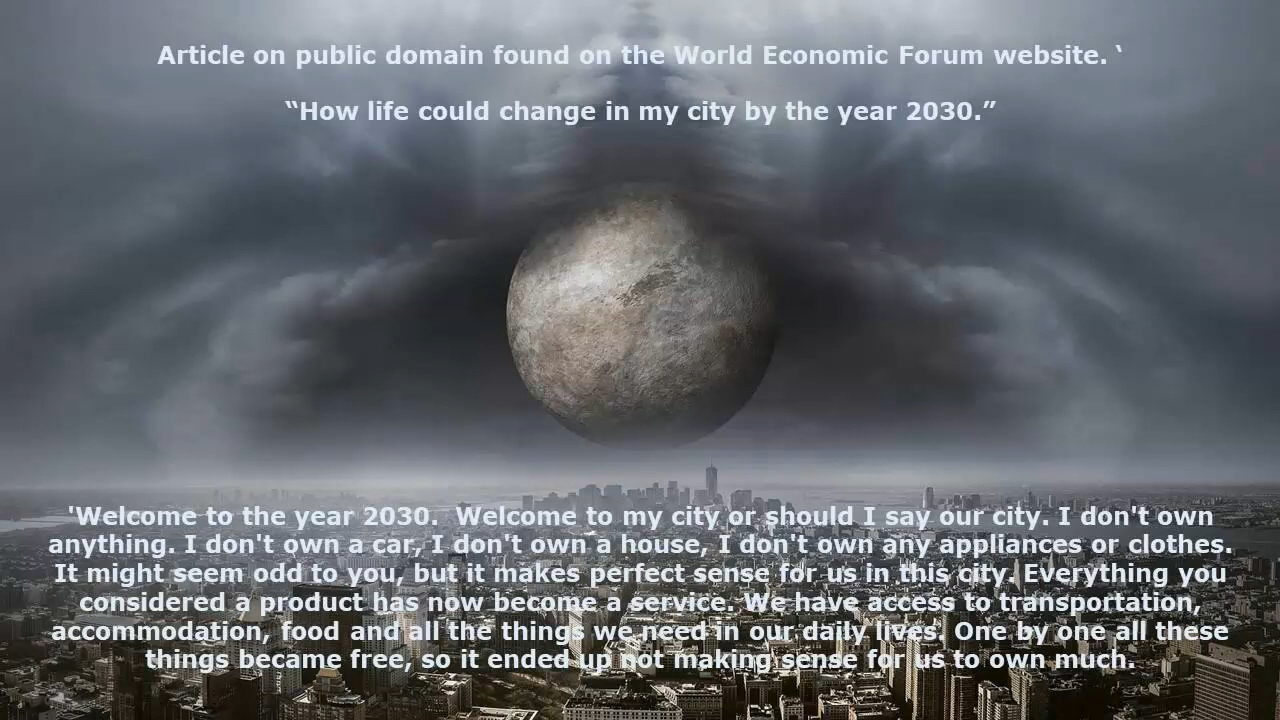 Article on public domain found on the World Economic Forum website. ‘
“How life could change in my city by the year 2030.”
'Welcome to the year 2030.  Welcome to my city or should I say our city. I don't own
anything. I don't own a car, I don't own a house, I don't own any appliances or clothes.
It might seem odd to you, but it makes perfect sense for us in this city. Everything you
considered a product has now become a service. We have access to transportation,
accommodation, food and all the things we need in our daily lives. One by one all these
things became free, so it ended up not making sense for us to own much.